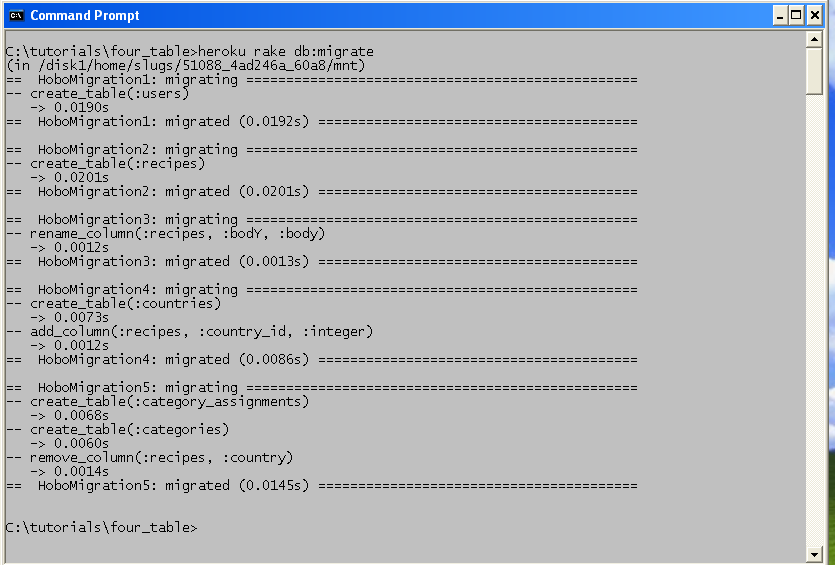 Command Prompt
C:\tutorials\four_table>heroku rake db:migrate
(in /disk1/home/slugs/51088_4ad246a_60a8/mnt)
==  HoboMigration1: migrating ==================================================
-- create_table(:users)
   -> 0.0190s
==  HoboMigration1: migrated (0.0192s) =========================================

==  HoboMigration2: migrating ==================================================
-- create_table(:recipes)
   -> 0.0201s
==  HoboMigration2: migrated (0.0201s) =========================================

==  HoboMigration3: migrating ==================================================
-- rename_column(:recipes, :bodY, :body)
   -> 0.0012s
==  HoboMigration3: migrated (0.0013s) =========================================

==  HoboMigration4: migrating ==================================================
-- create_table(:countries)
   -> 0.0073s
-- add_column(:recipes, :country_id, :integer)
   -> 0.0012s
==  HoboMigration4: migrated (0.0086s) =========================================

==  HoboMigration5: migrating ==================================================
-- create_table(:category_assignments)
   -> 0.0068s
-- create_table(:categories)
   -> 0.0060s
-- remove_column(:recipes, :country)
   -> 0.0014s
==  HoboMigration5: migrated (0.0145s) =========================================

C:\tutorials\four_table>